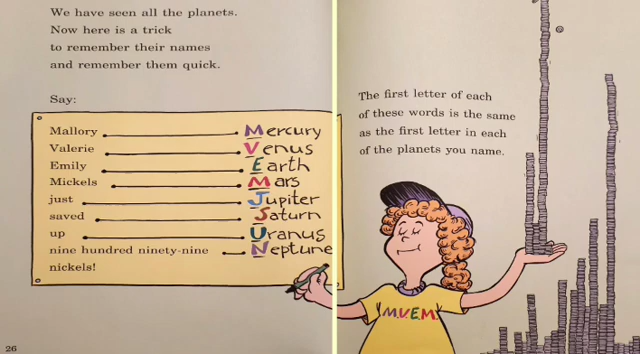 We have seen all the planets.
Now here is a trick
to remember their names
and remember them quick.
Say:
Mallory Mercury
Valerie Venus
Emily Earth
Mickels Mars
just Jupiter
saved Saturn
up Uranus
nine hundred ninety-nine Neptune
nickels!
26
The first letter of each
of these words is the same
as the first letter in each
of the planets you name.
M.V.E.M.